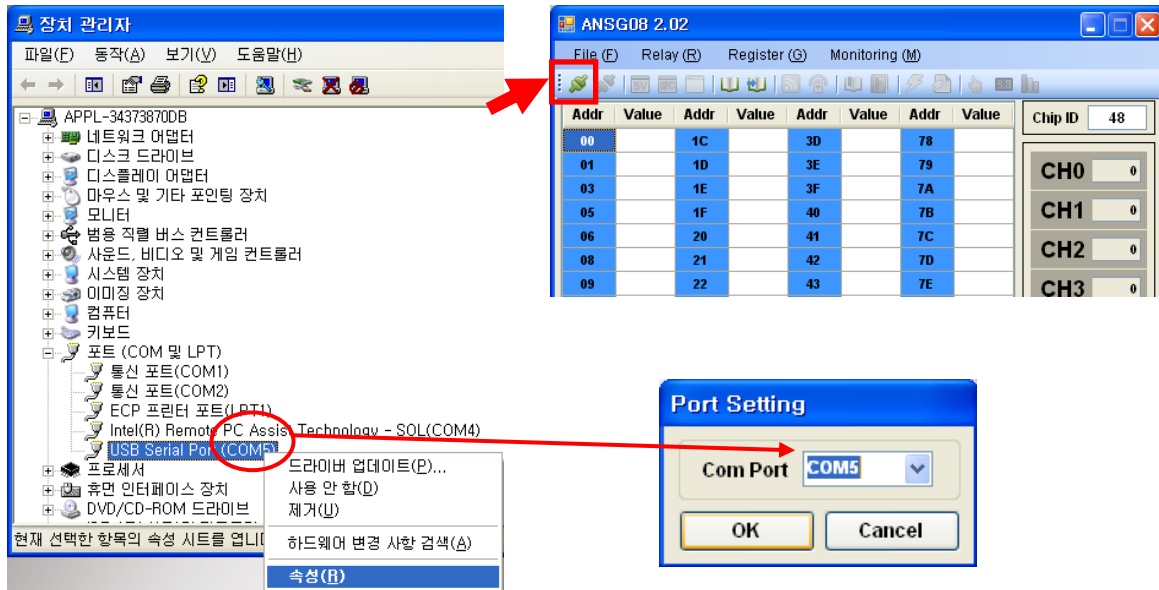 장치 관리자
파일(F) 동작(A) 보기(V) 도움말(H)
APPL-34373870DB
네트워크 어댑터
디스크 드라이브
디스플레이 어댑터
마우스 및 기타 포인팅 장치
모니터
범용 직렬 버스 컨트롤러
사운드, 비디오 및 게임 컨트롤러
시스템 장치
이미징 장치
컴퓨터
키보드
포트 (COM 및 LPT)
통신 포트(COM1)
통신 포트(COM2)
ECP 프린터 포트(LPT1)
Intel(R) Remote PC Assist Technology - SOL(COM4)
USB Serial Port (COM5)
프로세서
휴먼 인터페이스 장치
DVD/CD-ROM 드라이브
현재 선택한 항목의 속성 시트를 엽니다
드라이버 업데이트(P)...
사용 안 함(D)
제거(U)
하드웨어 변경 사항 검색(A)
속성(R)
ANSG08 2.02
File (F) Relay (R) Register (G) Monitoring (M)
Addr Value Addr Value Addr Value Addr Value
00 1C 3D 78
01 1D 3E 79
03 1E 3F 7A
05 1F 40 7B
06 20 41 7C
08 21 42 7D
09 22 43 7E
Chip ID 48
CH0 0
CH1 0
CH2 0
CH3 0
Port Setting
Com Port COM5
OK Cancel